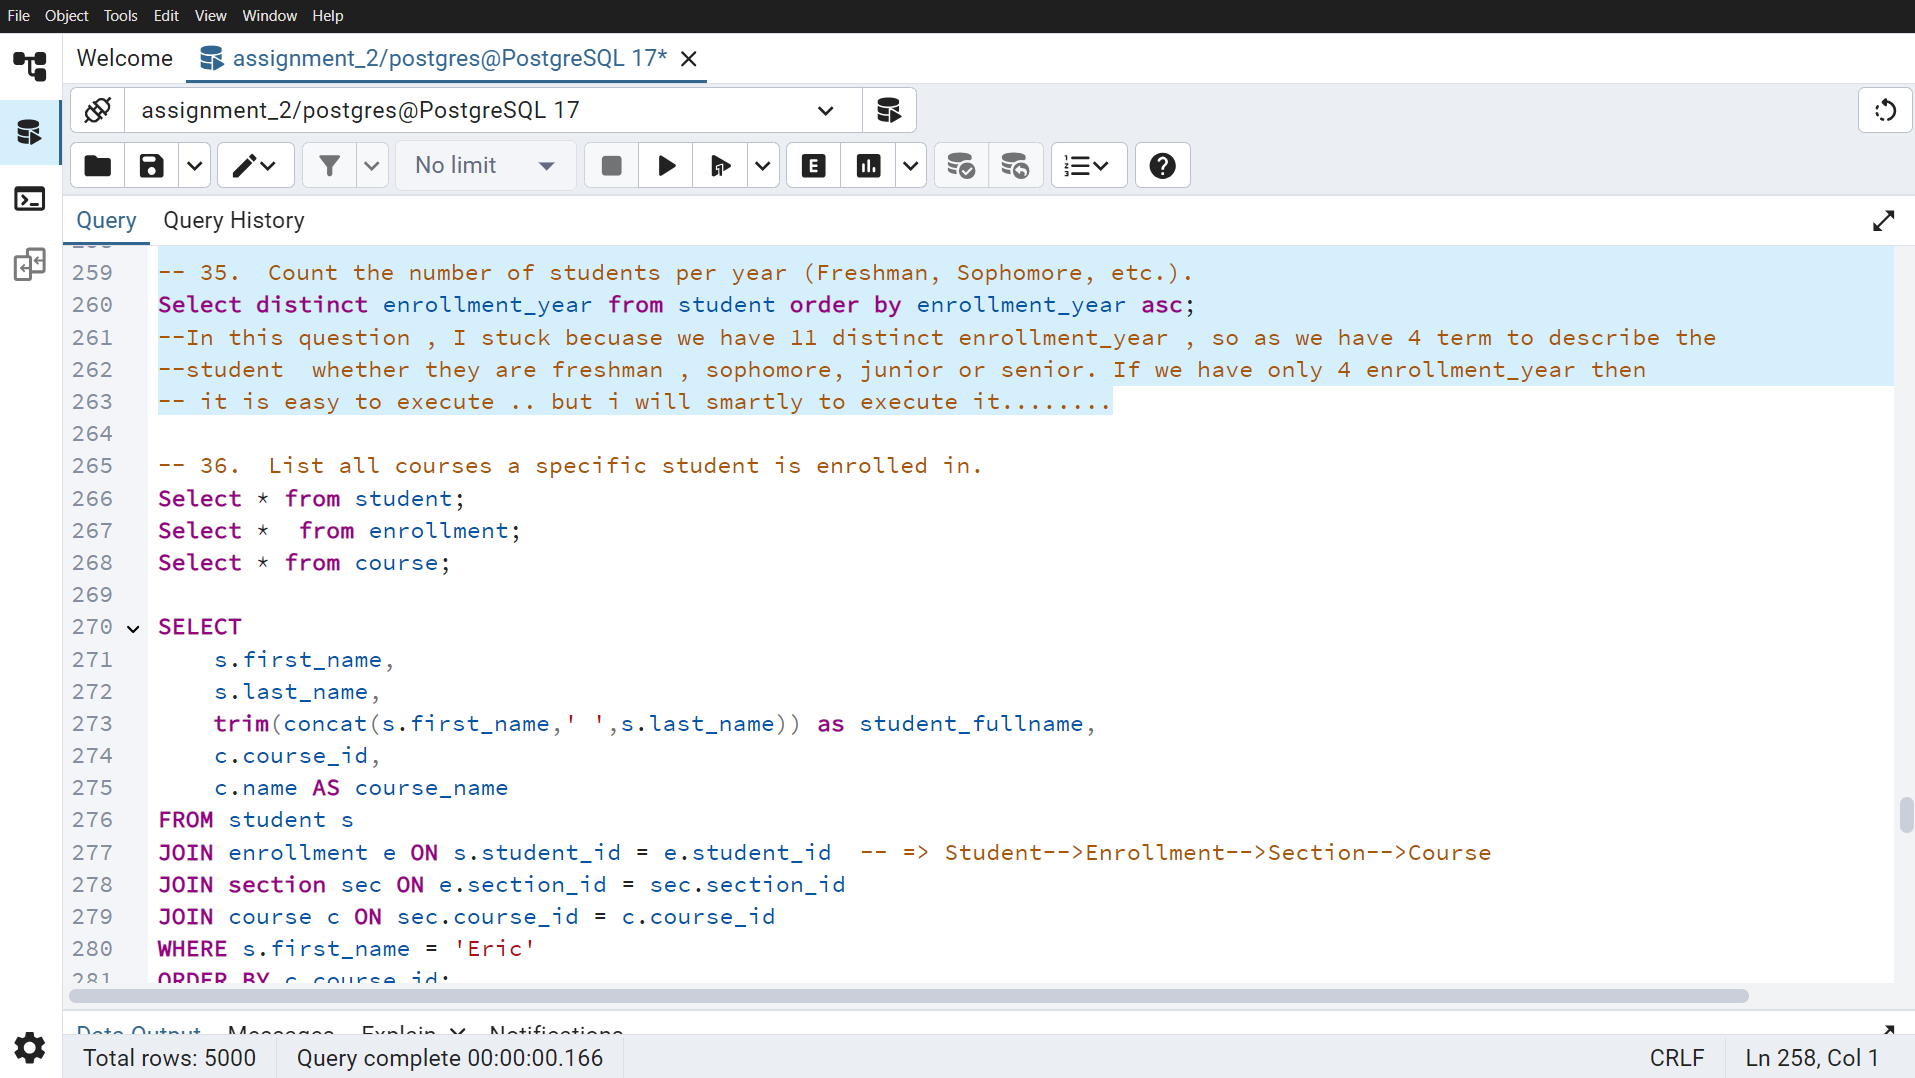 File Object Tools Edit View Window Help
Welcome assignment_2/postgres@PostgreSQL 17*
assignment_2/postgres@PostgreSQL 17
No limit
E
Query Query History
259 -- 35.  Count the number of students per year (Freshman, Sophomore, etc.).
260 Select distinct enrollment_year from student order by enrollment_year asc;
261 --In this question , I stuck becuase we have 11 distinct enrollment_year , so as we have 4 term to describe the
262 --student  whether they are freshman , sophomore, junior or senior. If we have only 4 enrollment_year then
263 -- it is easy to execute .. but i will smartly to execute it........
264
265 -- 36.  List all courses a specific student is enrolled in.
266 Select * from student;
267 Select *  from enrollment;
268 Select * from course;
269
270 SELECT
271     s.first_name,
272     s.last_name,
273     trim(concat(s.first_name,' ',s.last_name)) as student_fullname,
274     c.course_id,
275     c.name AS course_name
276 FROM student s
277 JOIN enrollment e ON s.student_id = e.student_id  -- => Student-->Enrollment-->Section-->Course
278 JOIN section sec ON e.section_id = sec.section_id
279 JOIN course c ON sec.course_id = c.course_id
280 WHERE s.first_name = 'Eric'
281 ORDER BY c.course_id;
Data Output Messages Explain Notifications
Total rows: 5000 Query complete 00:00:00.166 CRLF Ln 258, Col 1